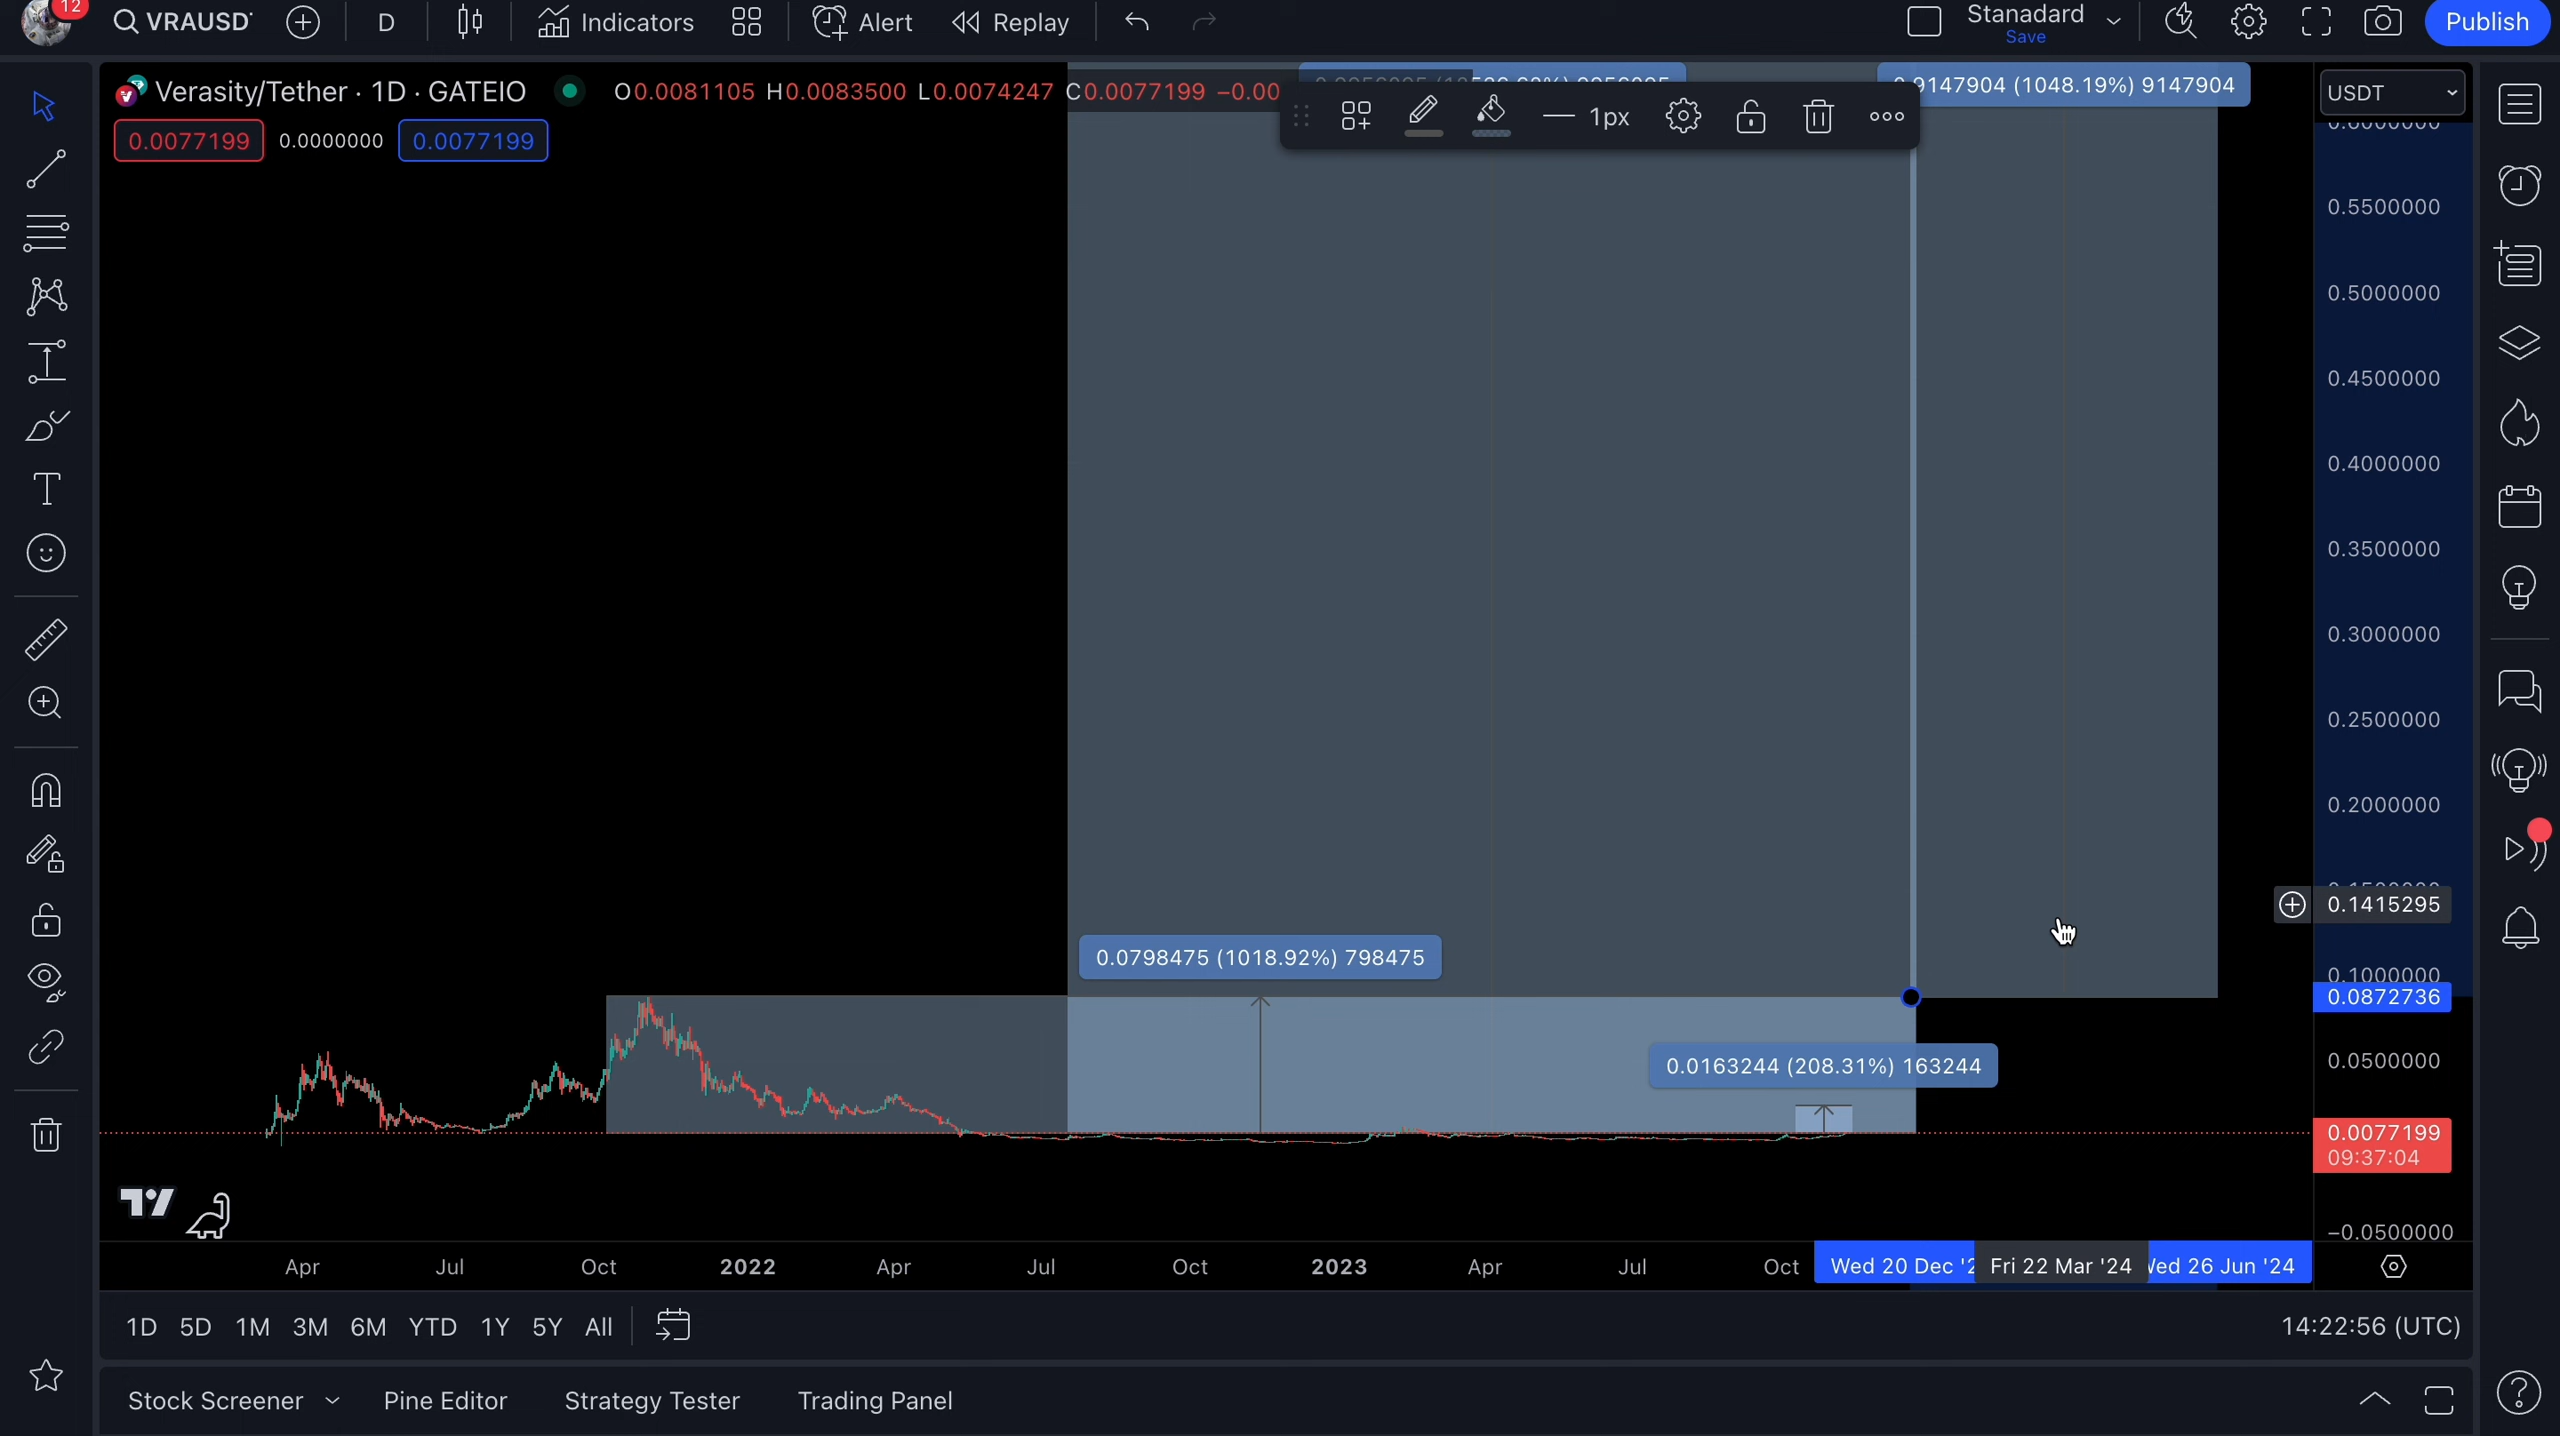 12
VRAUSD
D
Indicators
Alert
Replay
Stanadard
Save
Publish
Verasity/Tether · 1D · GATEIO
O0.0081105 H0.0083500 L0.0074247 C0.0077199 −0.00
9147904 (1048.19%) 9147904
USDT
1px
0.0077199
0.0000000
0.0077199
0.5500000
0.5000000
0.4500000
0.4000000
0.3500000
0.3000000
0.2500000
0.2000000
0.1415295
0.1000000
0.0872736
0.0500000
0.0077199
09:37:04
−0.0500000
0.0798475 (1018.92%) 798475
0.0163244 (208.31%) 163244
Apr
Jul
Oct
2022
Apr
Jul
Oct
2023
Apr
Jul
Oct
Wed 20 Dec
Fri 22 Mar '24
26 Jun '24
1D 5D 1M 3M 6M YTD 1Y 5Y All
14:22:56 (UTC)
Stock Screener
Pine Editor
Strategy Tester
Trading Panel